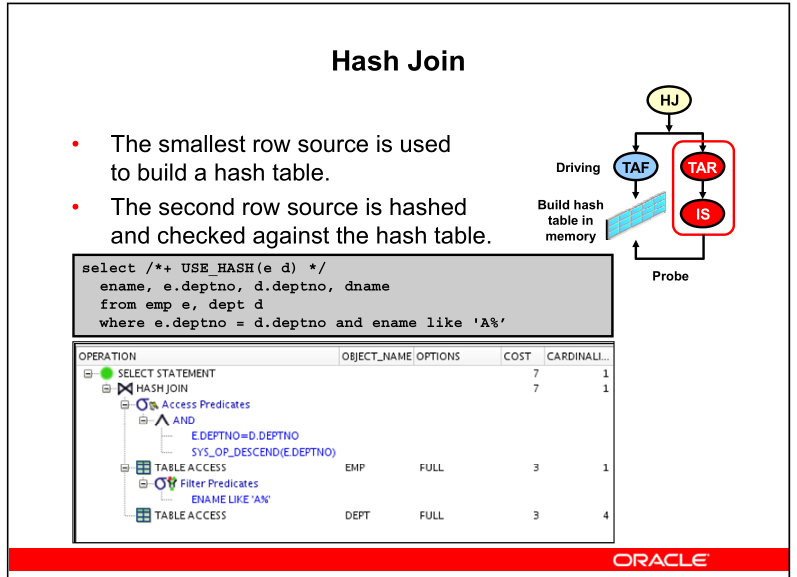 Hash Join
• The smallest row source is used
to build a hash table.
• The second row source is hashed
and checked against the hash table.
HJ
Driving
TAF
TAR
Build hash
table in
memory
IS
Probe
select /*+ USE_HASH(e d) */
ename, e.deptno, d.deptno, dname
from emp e, dept d
where e.deptno = d.deptno and ename like 'A%’
OPERATION OBJECT_NAME OPTIONS COST CARDINALI...
SELECT STATEMENT 7 1
HASH JOIN 7 1
Access Predicates
AND
E.DEPTNO=D.DEPTNO
SYS_OP_DESCEND(E.DEPTNO)
TABLE ACCESS EMP FULL 3 1
Filter Predicates
ENAME LIKE 'A%'
TABLE ACCESS DEPT FULL 3 4
ORACLE